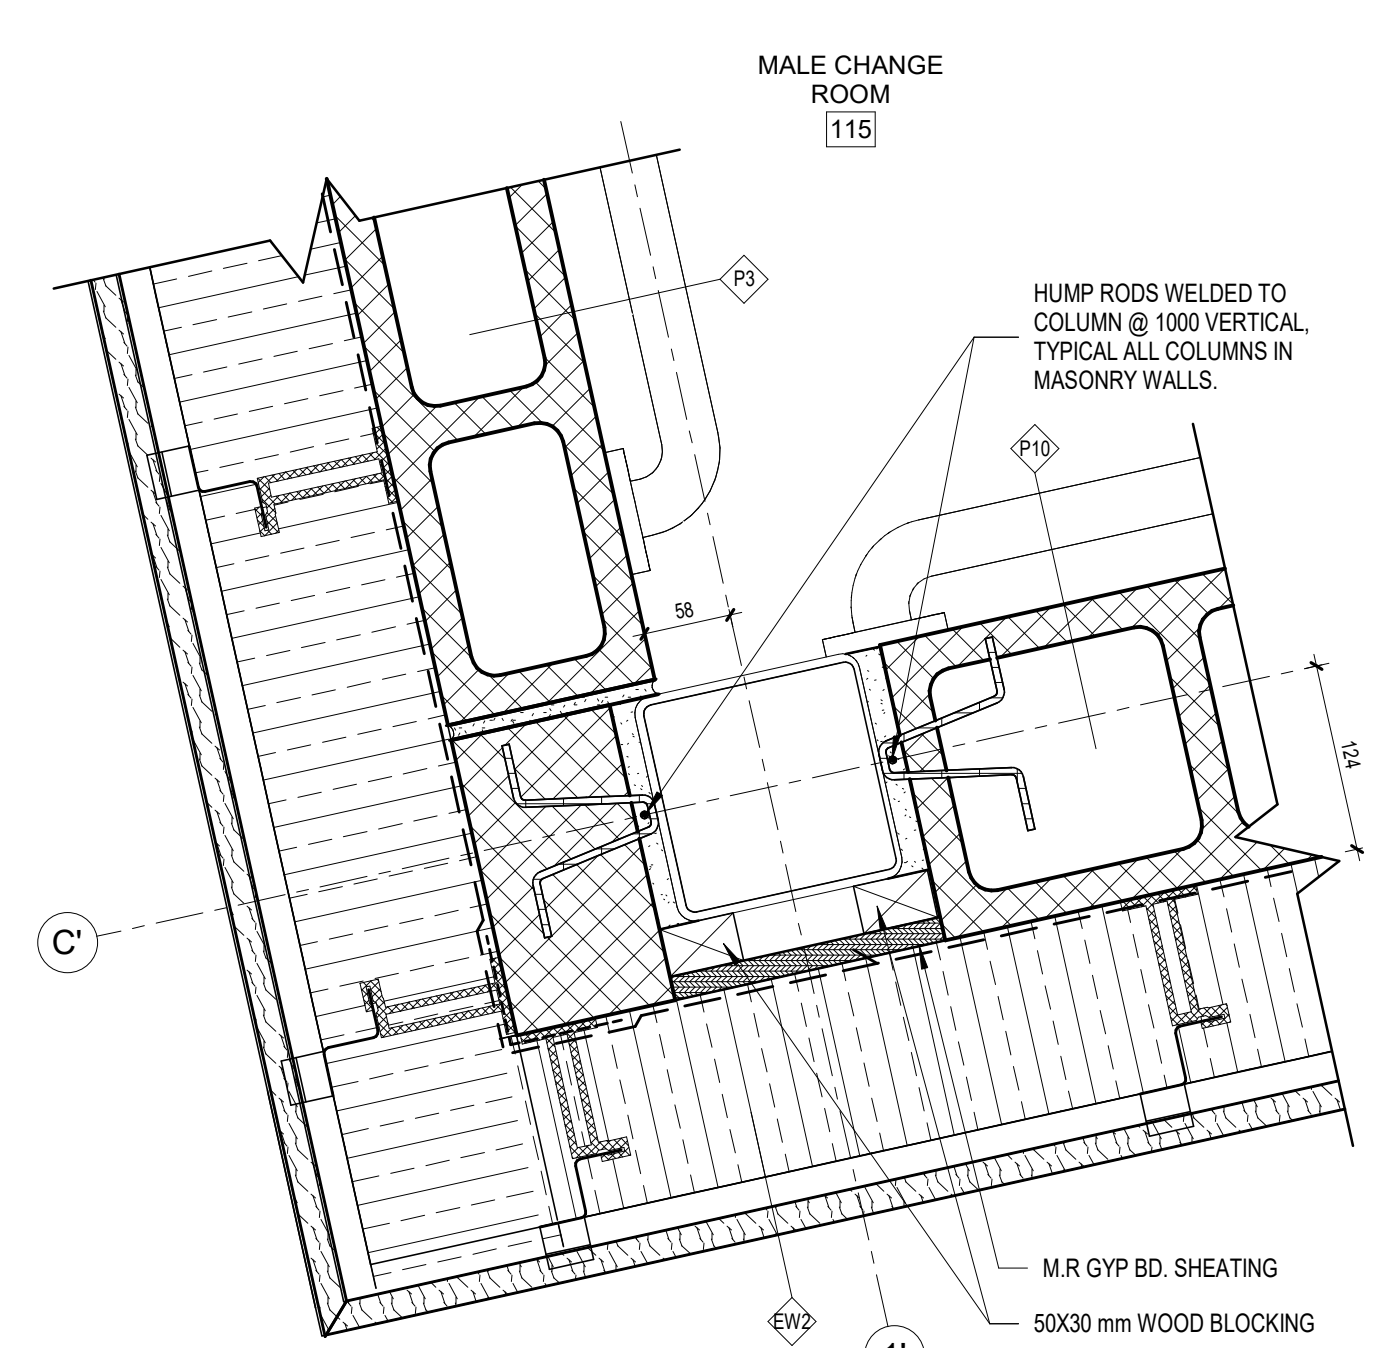 MALE CHANGE
ROOM
115
P3
HUMP RODS WELDED TO
COLUMN @ 1000 VERTICAL,
TYPICAL ALL COLUMNS IN
MASONRY WALLS.
P10
58
124
C'
M.R GYP BD. SHEATING
EW2
50X30 mm WOOD BLOCKING